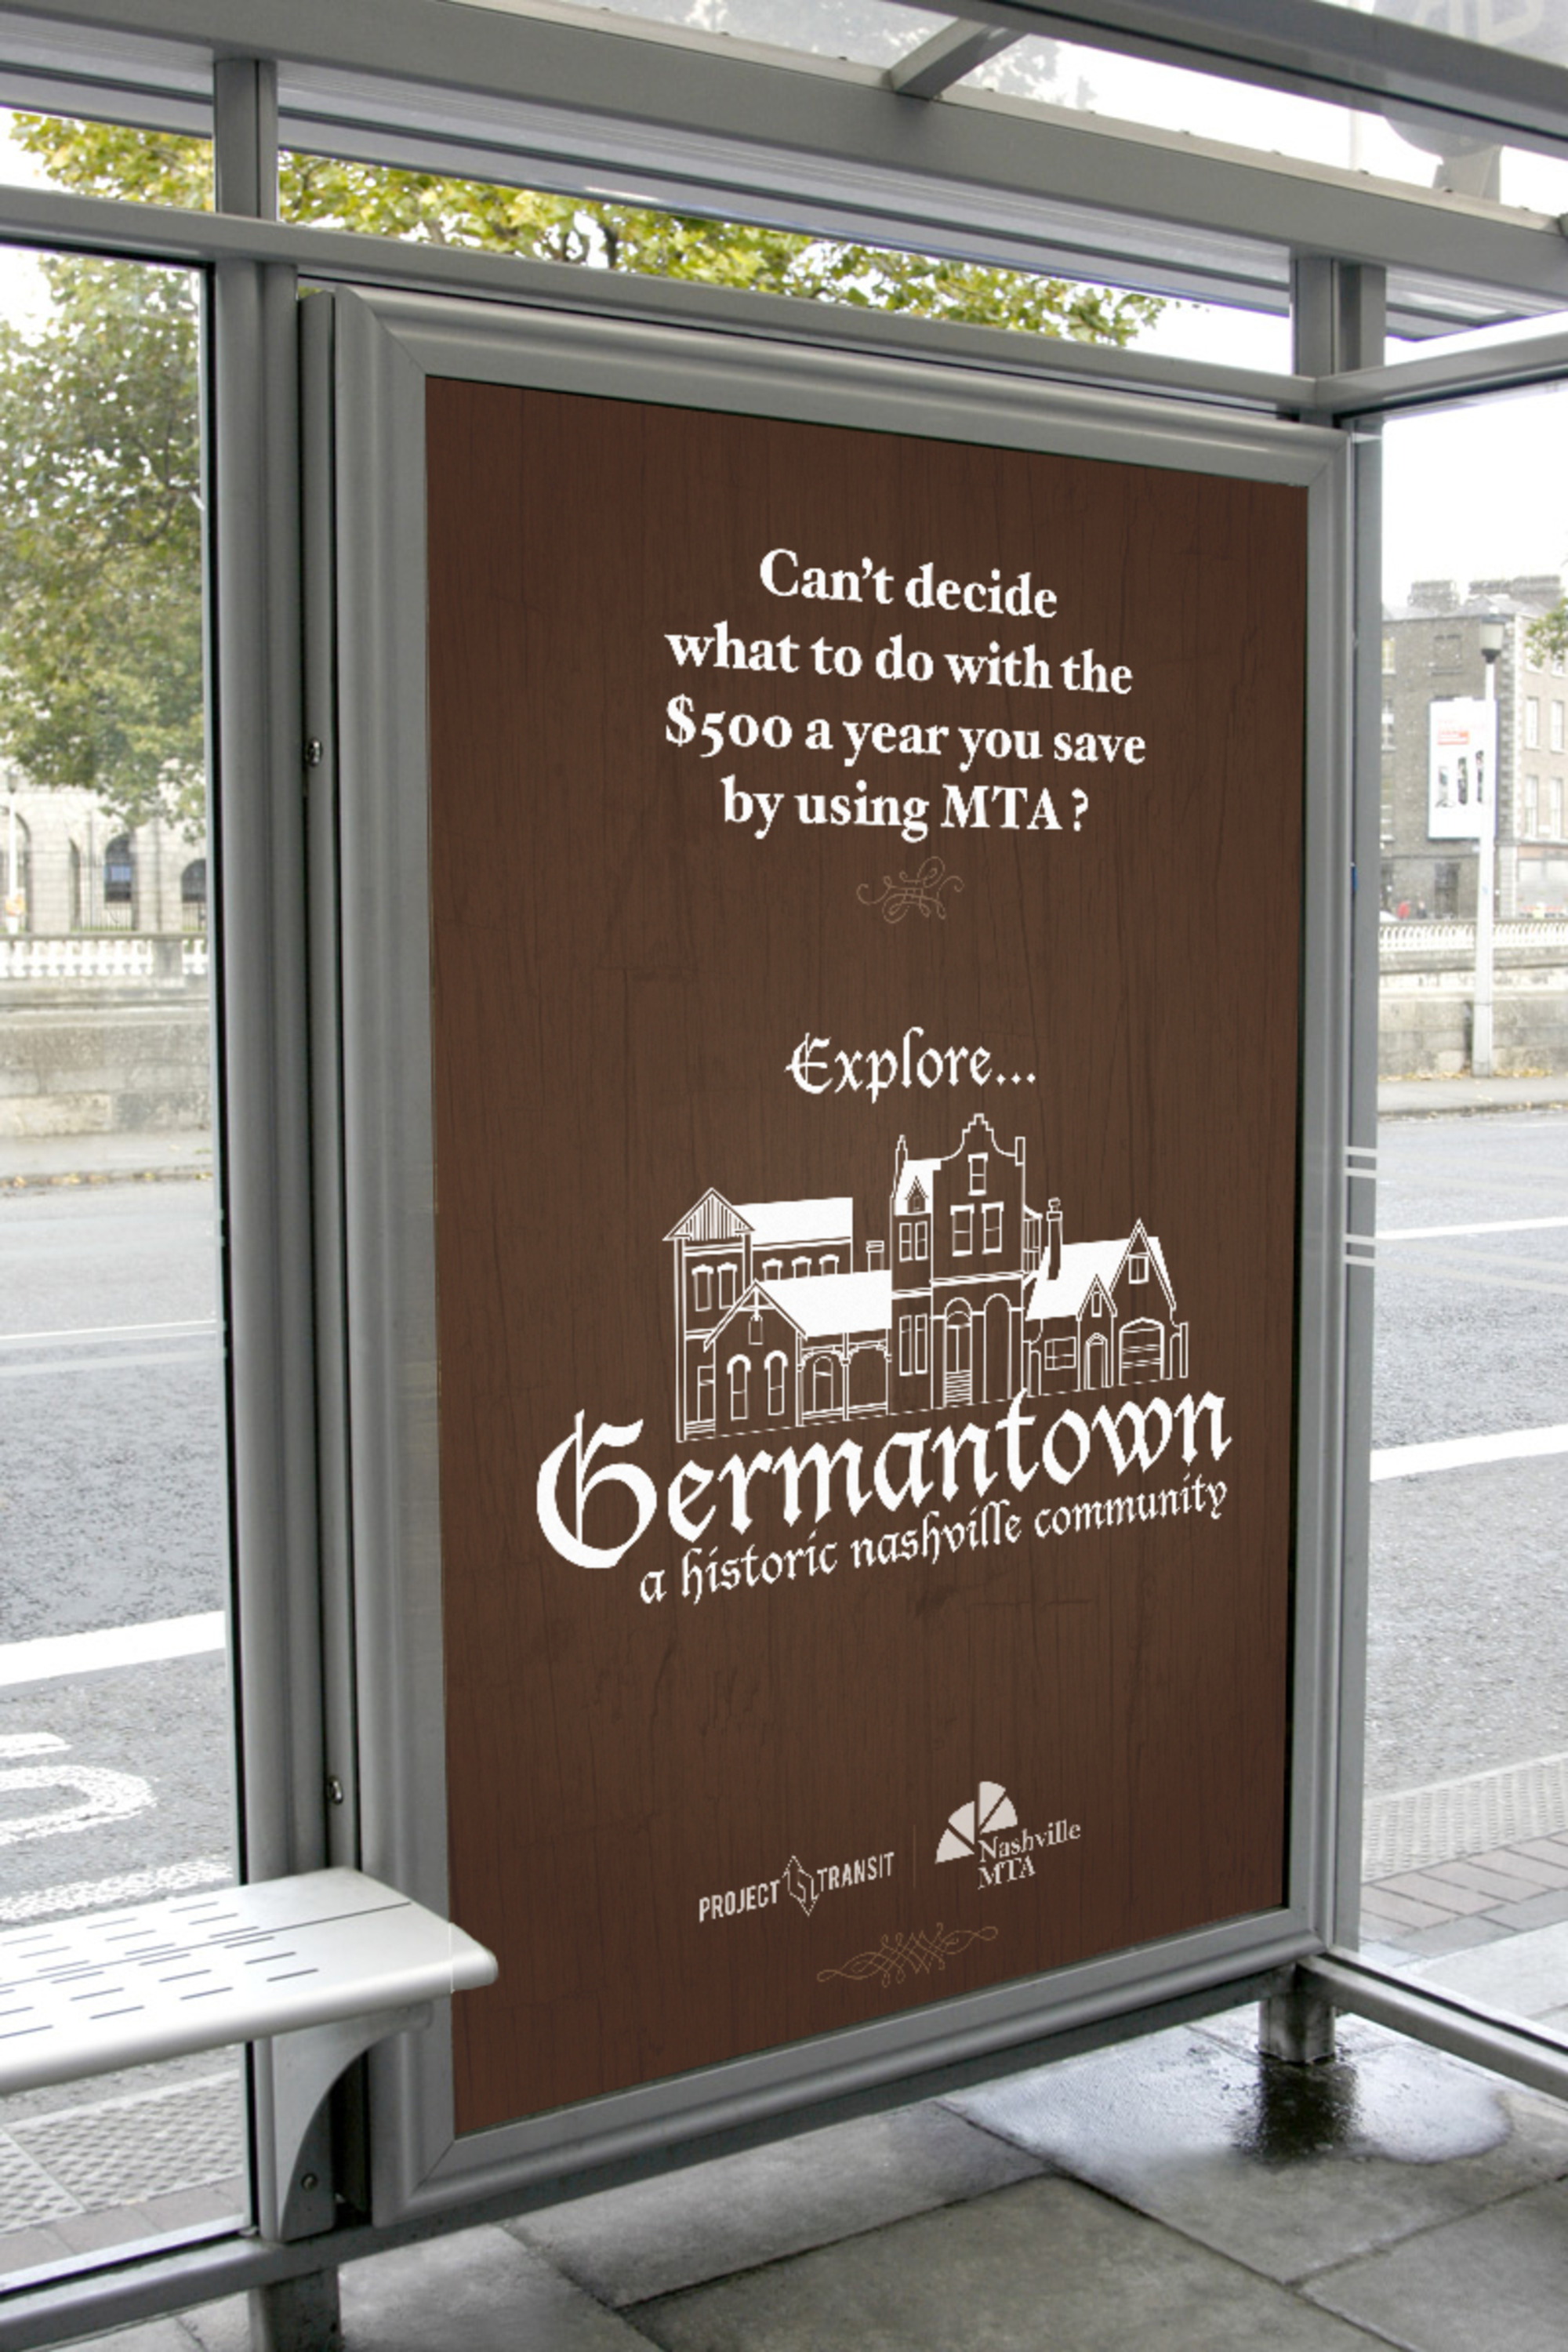 Can't decide
what to do with the
$500 a year you save
by using MTA?
Explore...
Germantown
a historic nashville community
PROJECT TRANSIT
Nashville
MTA